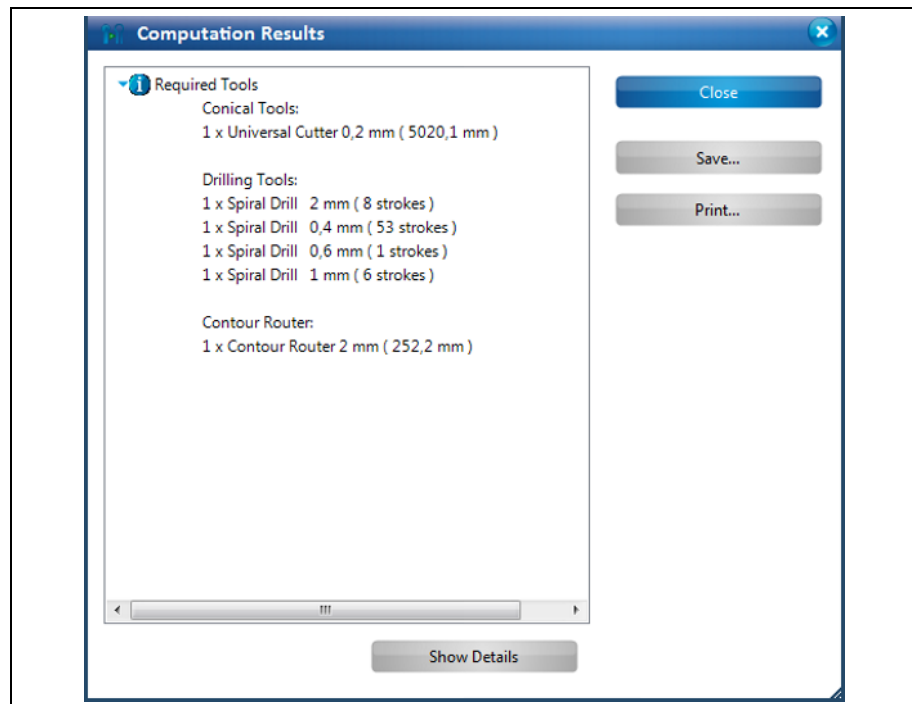 Computation Results
Required Tools
Conical Tools:
1 x Universal Cutter 0,2 mm ( 5020,1 mm )
Drilling Tools:
1 x Spiral Drill 2 mm ( 8 strokes )
1 x Spiral Drill 0,4 mm ( 53 strokes )
1 x Spiral Drill 0,6 mm ( 1 strokes )
1 x Spiral Drill 1 mm ( 6 strokes )
Contour Router:
1 x Contour Router 2 mm ( 252,2 mm )
Close
Save...
Print...
Show Details